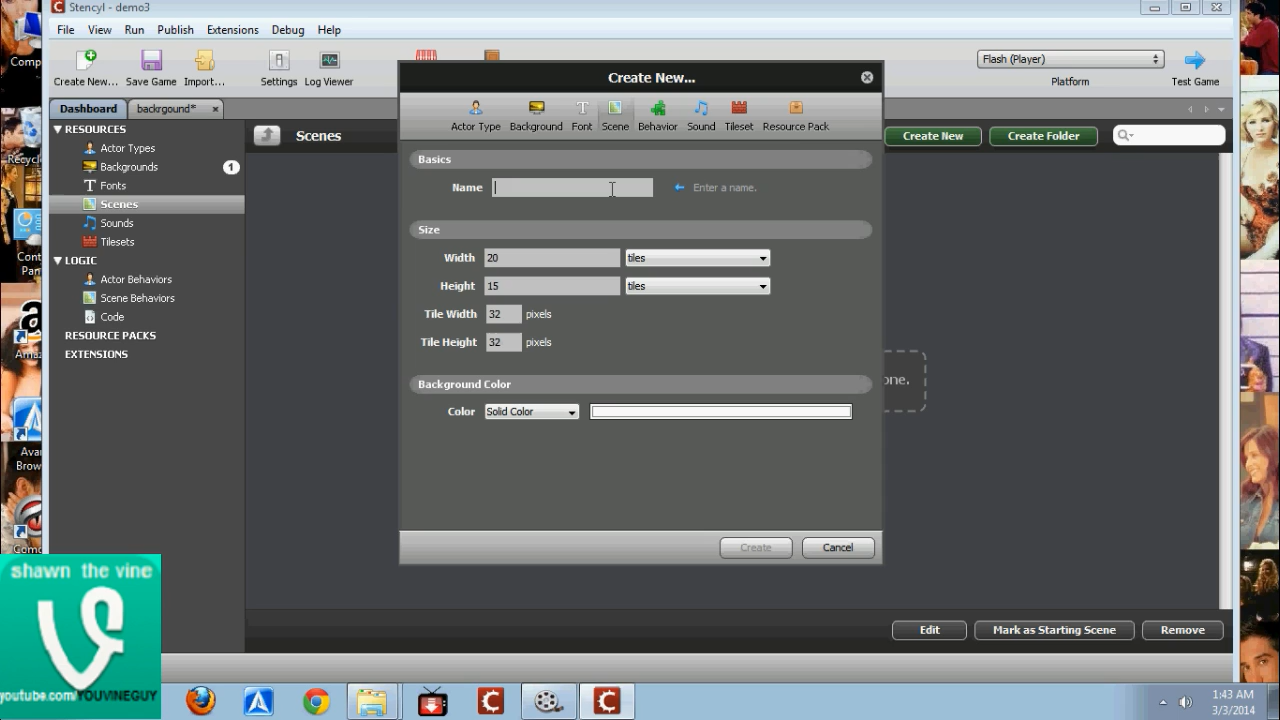 Stencyl - demo3
File View Run Publish Extensions Debug Help
Create New... Save Game Import... Settings Log Viewer
Flash (Player)
Platform
Test Game
Dashboard
backrgound*
RESOURCES
Actor Types
Backgrounds 1
Fonts
Scenes
Sounds
Tilesets
LOGIC
Actor Behaviors
Scene Behaviors
Code
RESOURCE PACKS
EXTENSIONS
Scenes
Create New
Create Folder
Create New...
Actor Type Background Font Scene Behavior Sound Tileset Resource Pack
Basics
Name
Enter a name.
Size
Width 20 tiles
Height 15 tiles
Tile Width 32 pixels
Tile Height 32 pixels
Background Color
Color Solid Color
Create
Cancel
one.
Edit
Mark as Starting Scene
Remove
shawn the vine
youtube.com/YOUVINEGUY
1:43 AM
3/3/2014